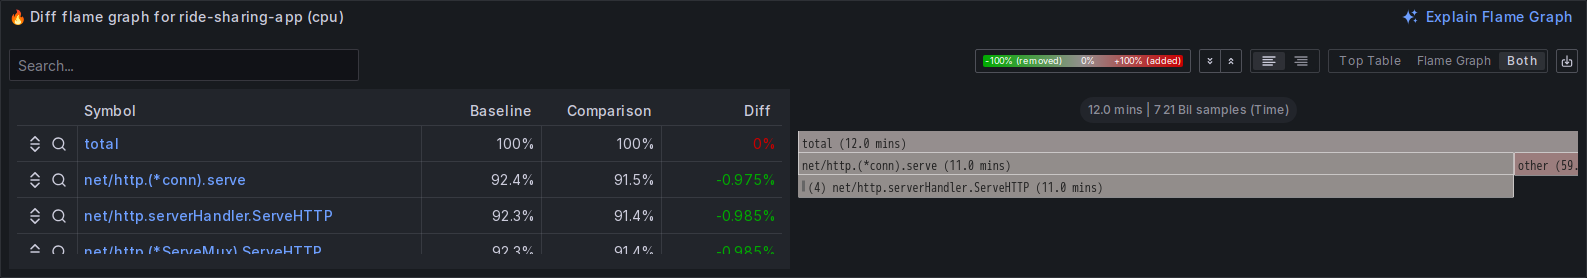 Diff flame graph for ride-sharing-app (cpu)
Explain Flame Graph
Search...
-100% (removed) 0% +100% (added)
Top Table Flame Graph Both
Symbol Baseline Comparison Diff
total 100% 100% 0%
net/http.(*conn).serve 92.4% 91.5% -0.975%
net/http.serverHandler.ServeHTTP 92.3% 91.4% -0.985%
net/http.(*ServeMux).ServeHTTP 92.3% 91.4% -0.985%
12.0 mins | 721 Bil samples (Time)
total (12.0 mins)
net/http.(*conn).serve (11.0 mins) other (59.
(4) net/http.serverHandler.ServeHTTP (11.0 mins)